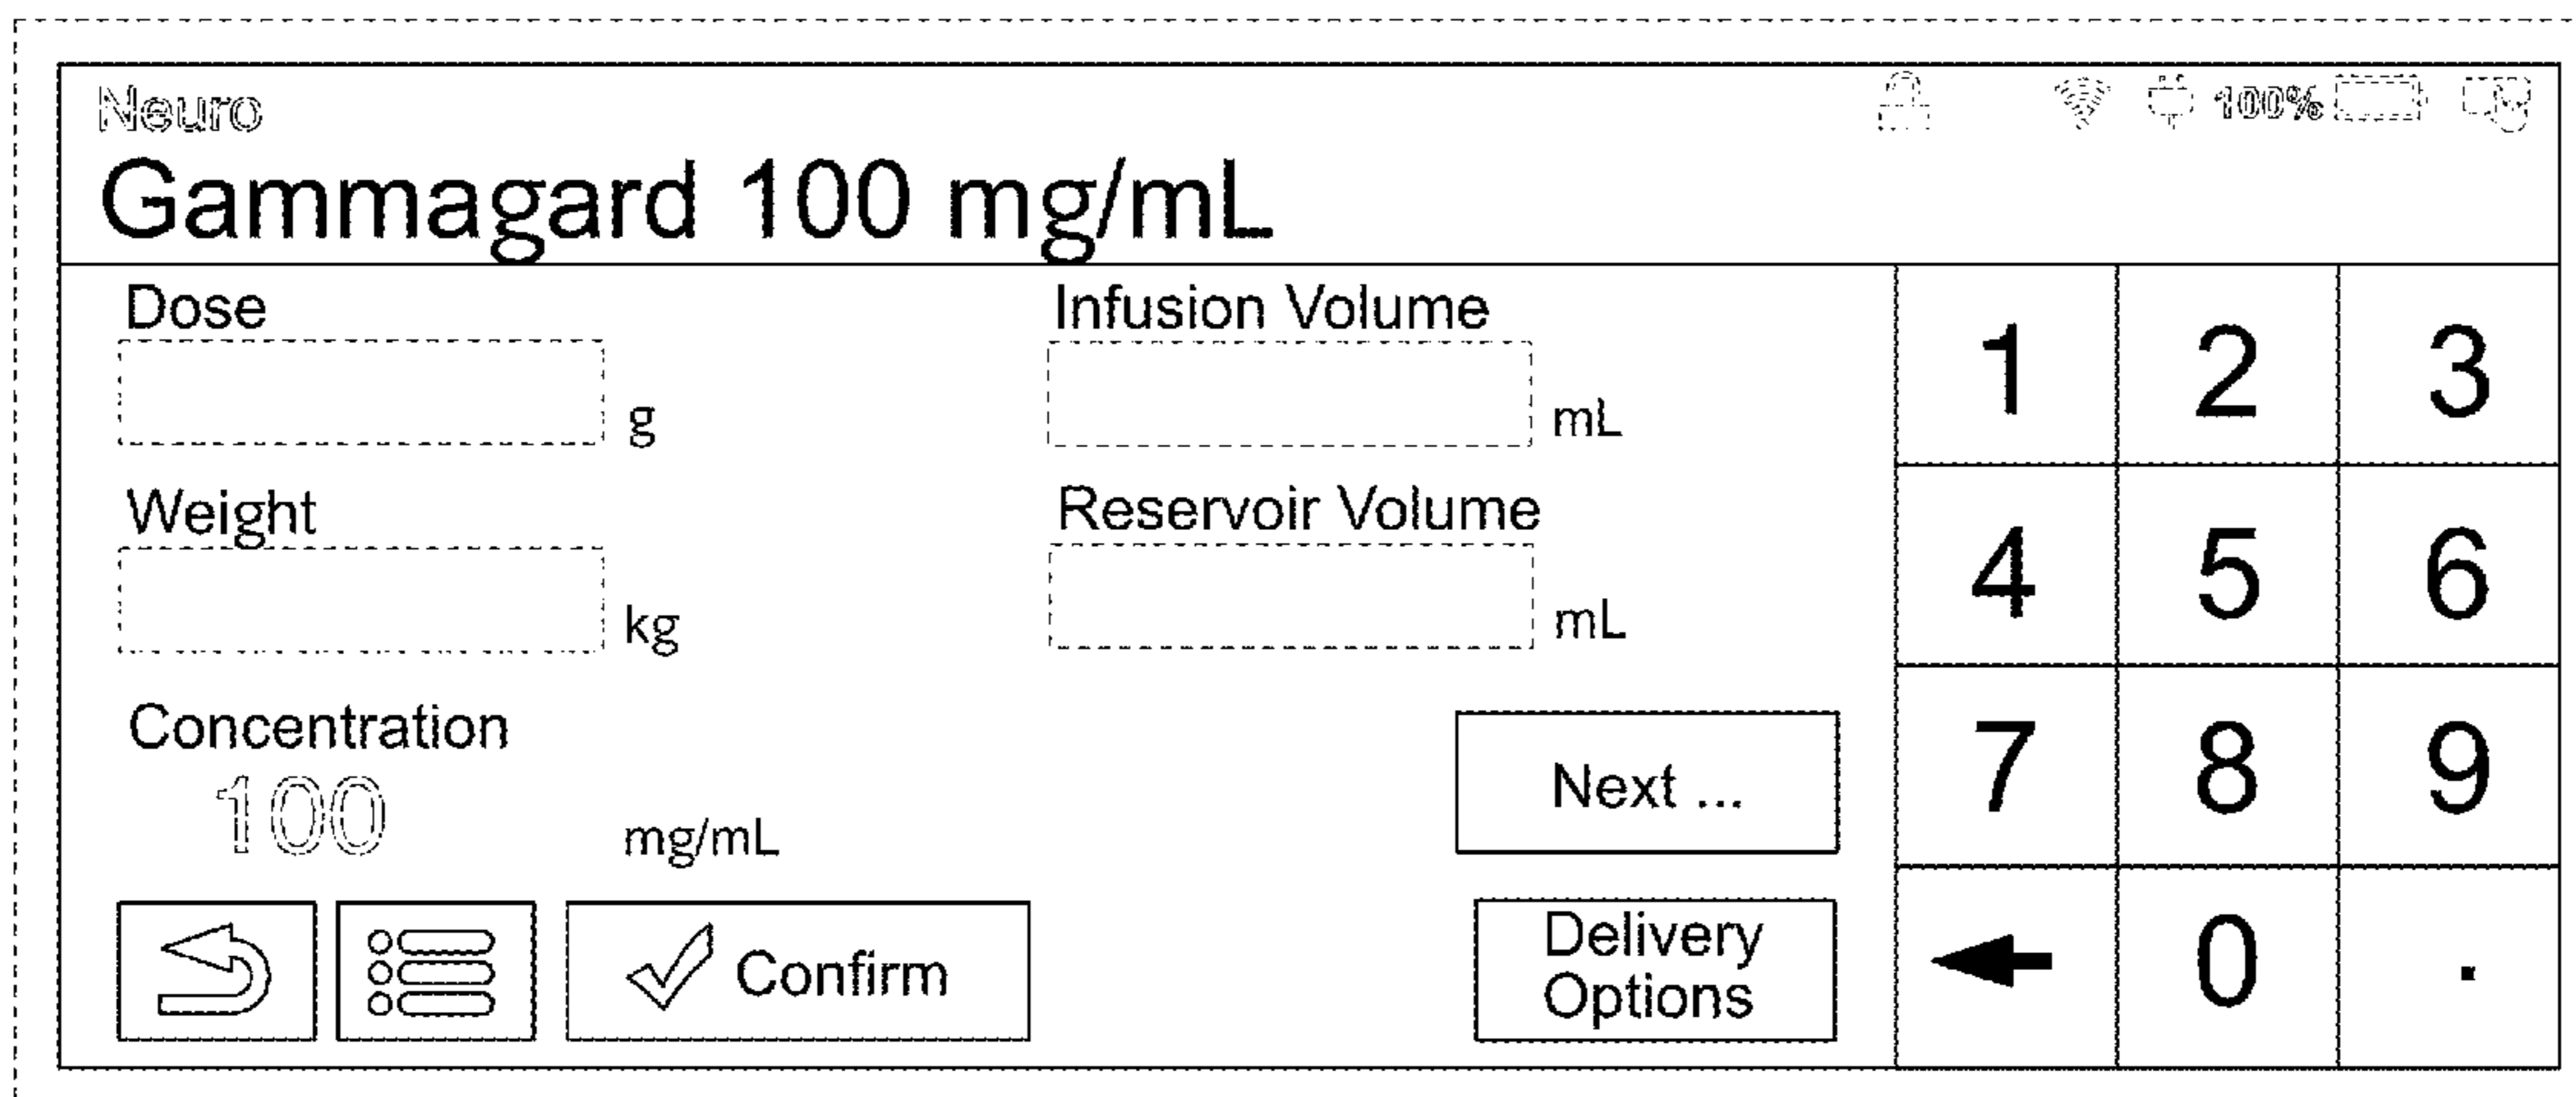 Neuro
100%
Gammagard 100 mg/mL
Dose
g
Infusion Volume
mL
Weight
kg
Reservoir Volume
mL
Concentration
100 mg/mL
Next ...
Confirm
Delivery
Options
1 2 3
4 5 6
7 8 9
0 .